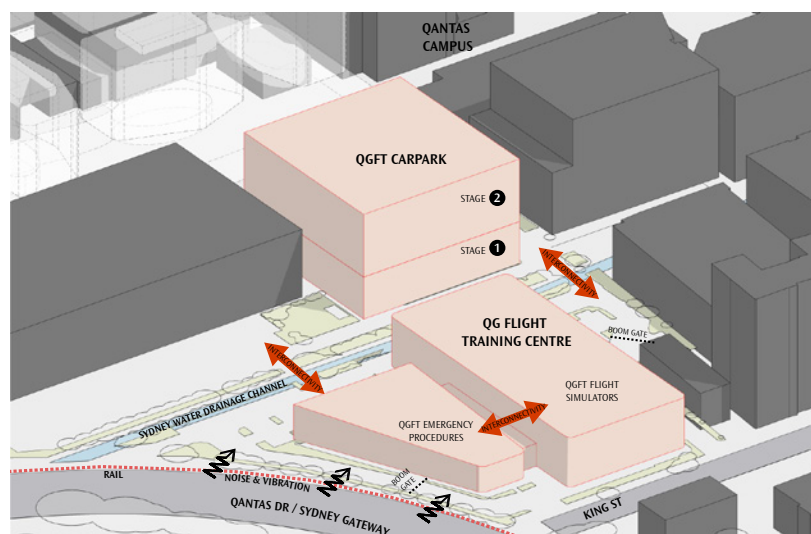 QANTAS
CAMPUS
QGFT CARPARK
STAGE 2
STAGE 1
INTERCONNECTIVITY
QG FLIGHT
TRAINING CENTRE
BOOM GATE
INTERCONNECTIVITY
QGFT FLIGHT
SIMULATORS
SYDNEY WATER DRAINAGE CHANNEL
QGFT EMERGENCY
PROCEDURES
INTERCONNECTIVITY
RAIL
NOISE & VIBRATION
BOOM
GATE
QANTAS DR / SYDNEY GATEWAY
KING ST